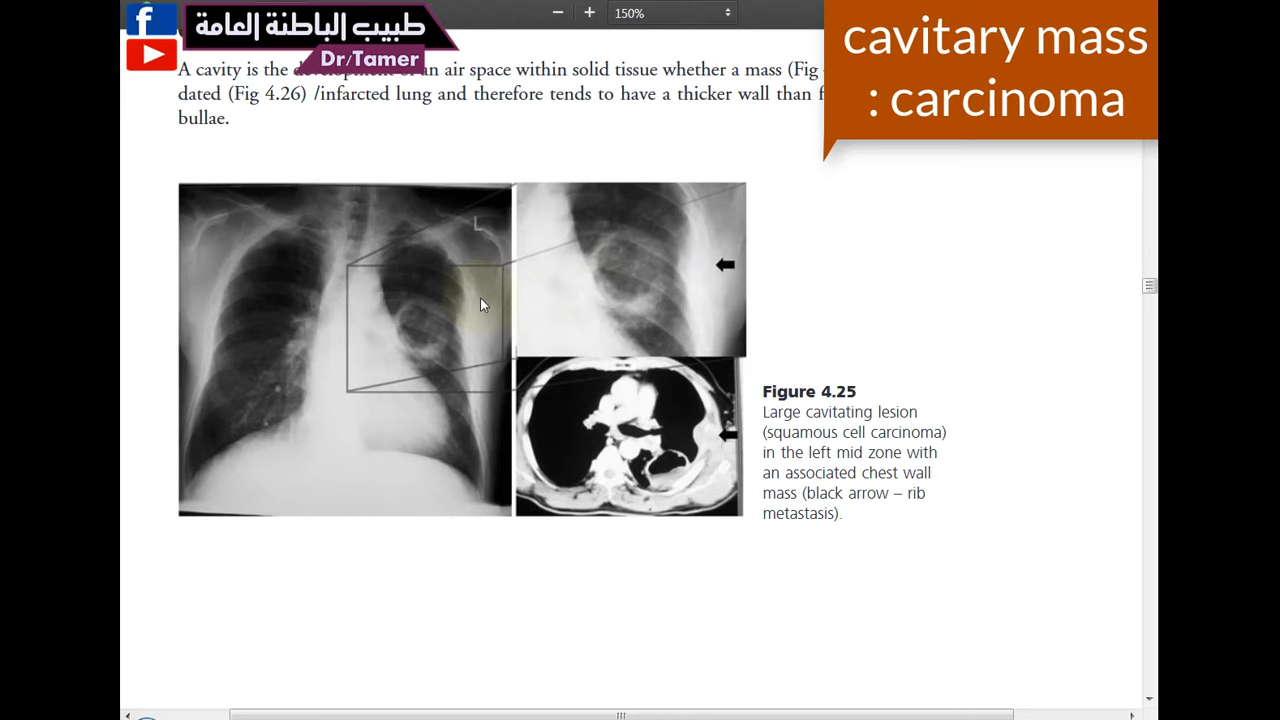 150%
طبيب الباطنة العامة
Dr/Tamer
cavitary mass
: carcinoma
A cavity is the an air space within solid tissue whether a mass (Fig
dated (Fig 4.26) /infarcted lung and therefore tends to have a thicker wall than
bullae.
L
Figure 4.25
Large cavitating lesion
(squamous cell carcinoma)
in the left mid zone with
an associated chest wall
mass (black arrow – rib
metastasis).